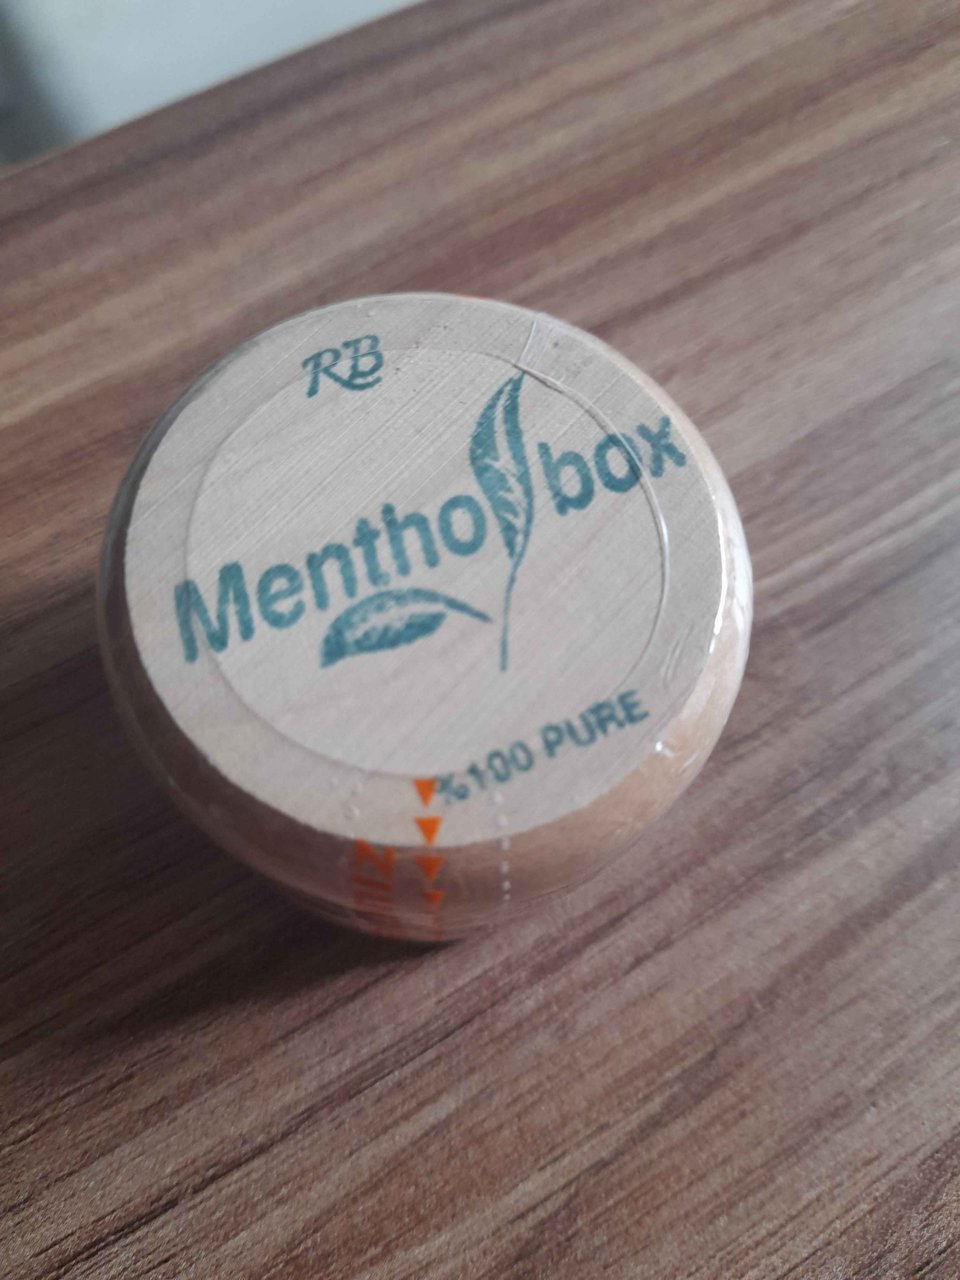 RB
Menthol box
%100 PURE